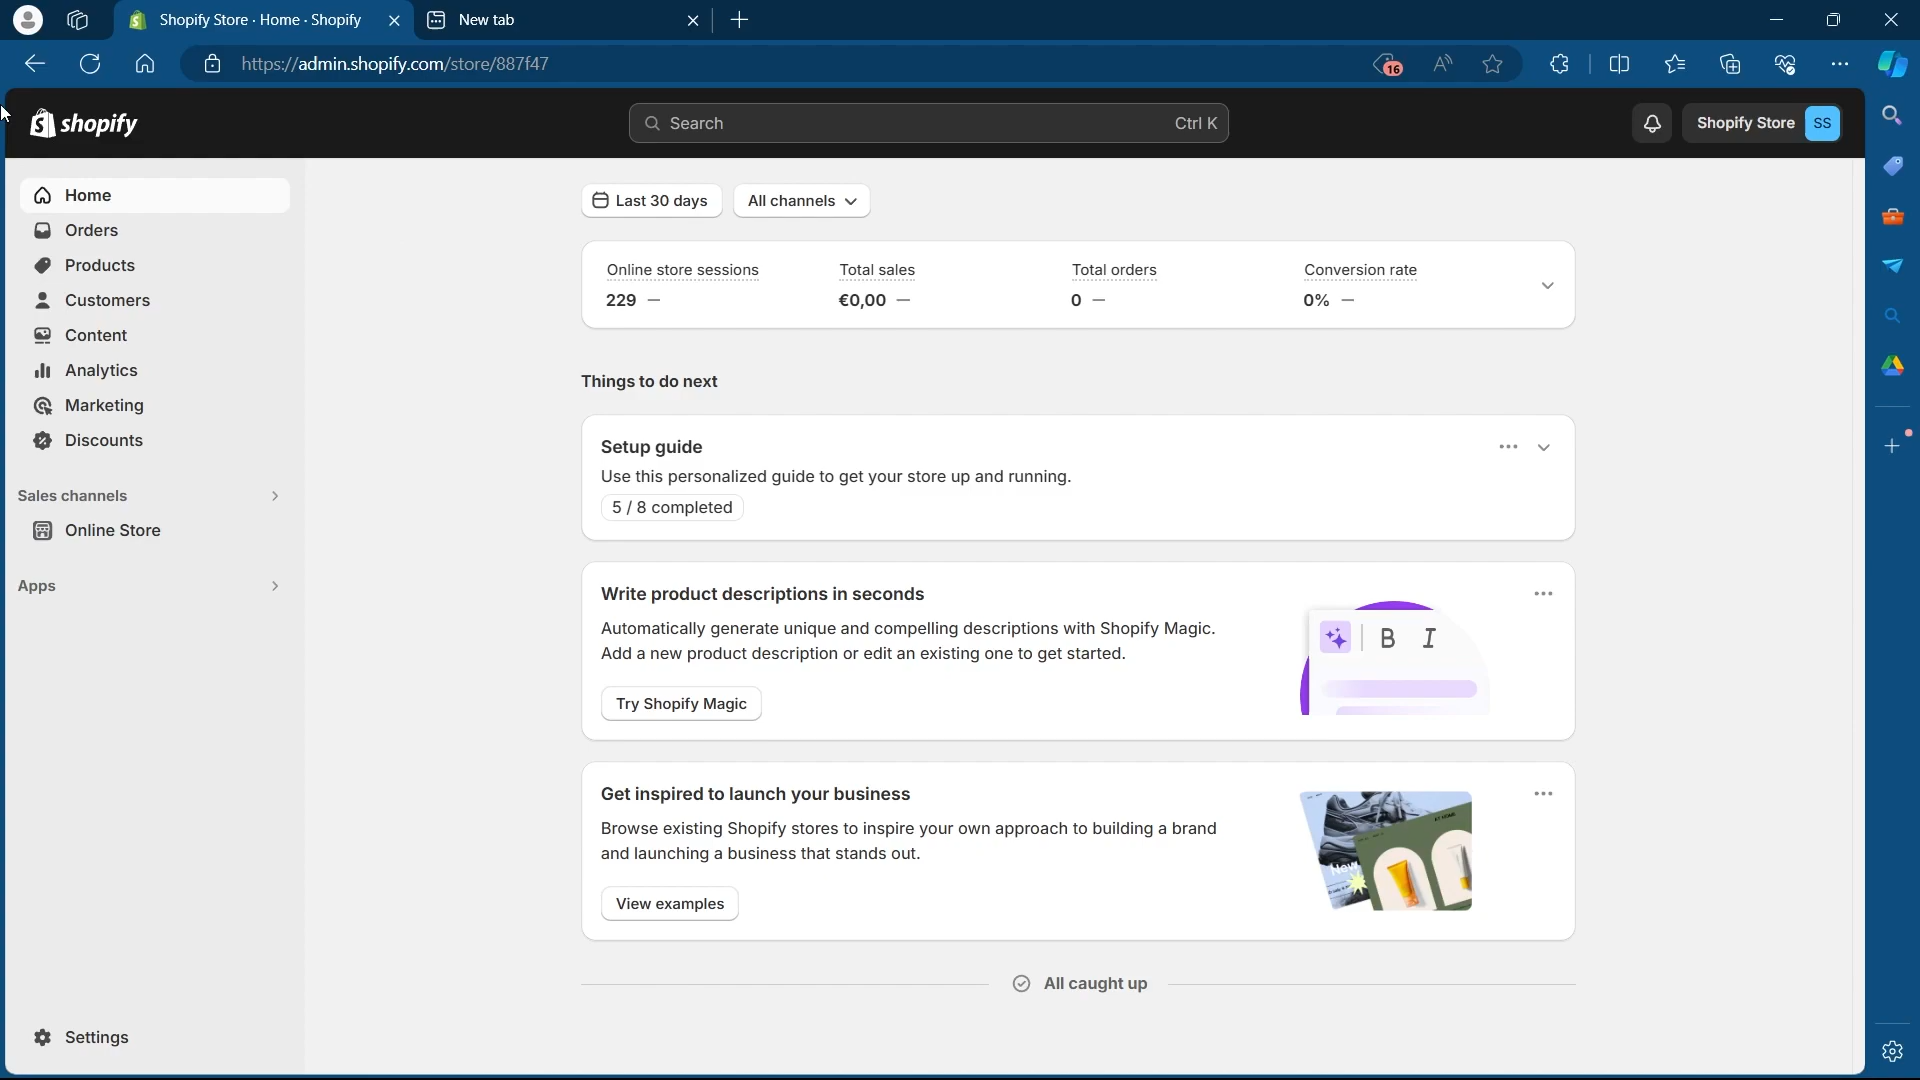 Shopify Store · Home · Shopify
New tab
https://admin.shopify.com/store/887f47
16
shopify
Search
Ctrl K
Shopify Store
SS
Home
Orders
Products
Customers
Content
Analytics
Marketing
Discounts
Sales channels
Online Store
Apps
Settings
Last 30 days
All channels
Online store sessions
Total sales
Total orders
Conversion rate
229 —
€0,00 —
0 —
0% —
Things to do next
Setup guide
Use this personalized guide to get your store up and running.
5 / 8 completed
Write product descriptions in seconds
Automatically generate unique and compelling descriptions with Shopify Magic.
Add a new product description or edit an existing one to get started.
Try Shopify Magic
B I
Get inspired to launch your business
Browse existing Shopify stores to inspire your own approach to building a brand
and launching a business that stands out.
View examples
New
All caught up